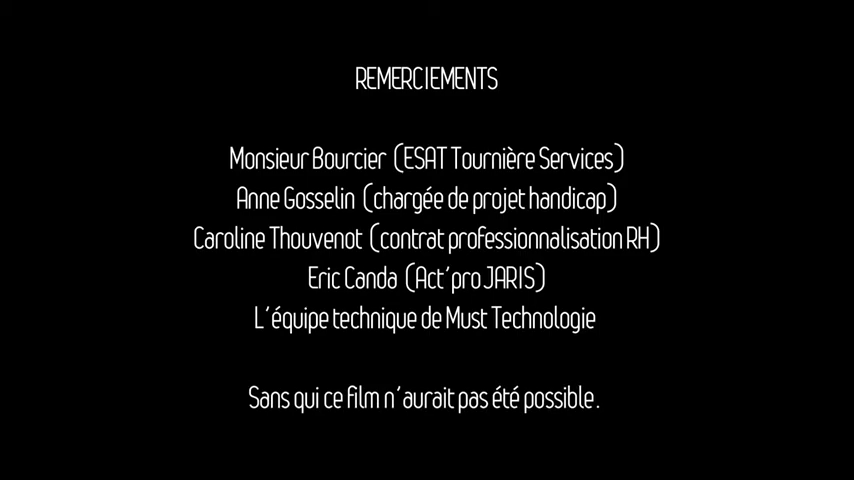 REMERCIEMENTS
Monsieur Bourcier (ESAT Tournière Services)
Anne Gosselin (chargée de projet handicap)
Caroline Thouvenot (contrat professionnalisation RH)
Eric Canda (Act'pro JARIS)
L'équipe technique de Must Technologie
Sans qui ce film n'aurait pas été possible.